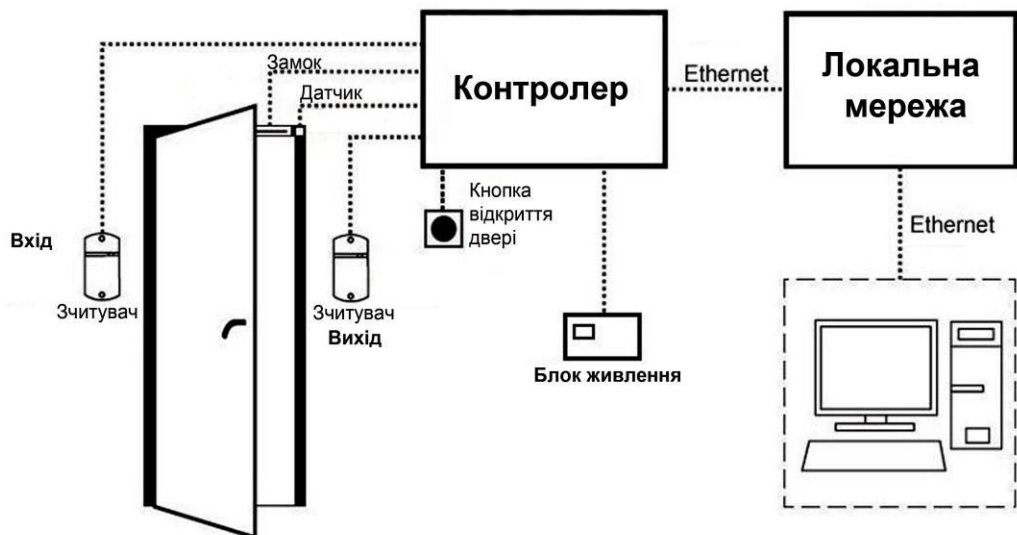 Замок
Датчик
Контролер
Ethernet
Локальна
мережа
Кнопка
відкриття
двері
Ethernet
Вхід
Зчитувач
Зчитувач
Вихід
Блок живлення